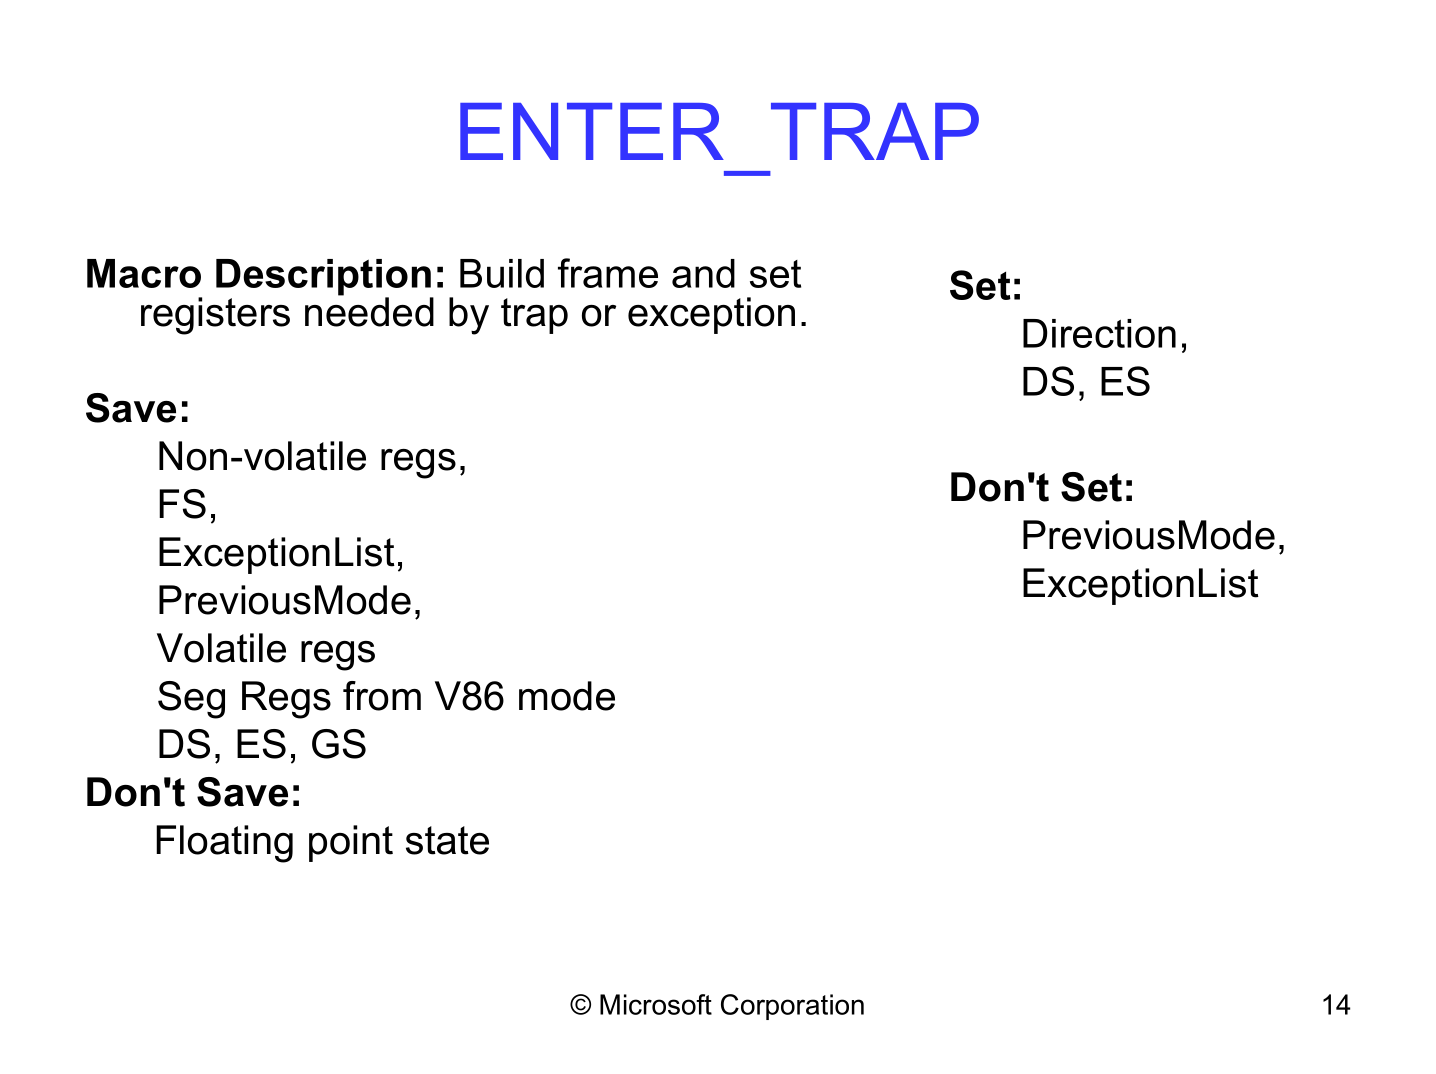 ENTER_TRAP
Macro Description: Build frame and set
registers needed by trap or exception.
Save:
Non-volatile regs,
FS,
ExceptionList,
PreviousMode,
Volatile regs
Seg Regs from V86 mode
DS, ES, GS
Don't Save:
Floating point state
Set:
Direction,
DS, ES
Don't Set:
PreviousMode,
ExceptionList
© Microsoft Corporation
14